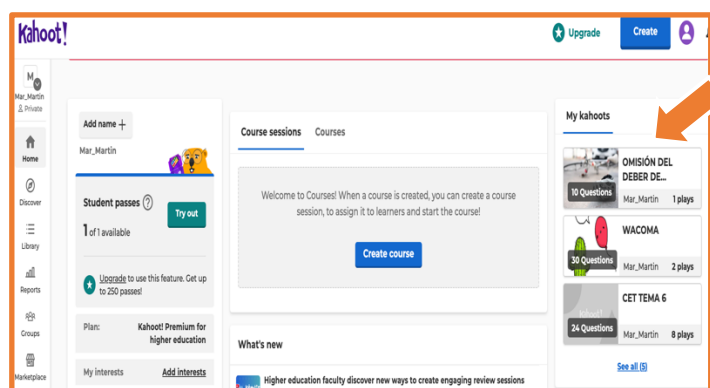 Kahoot!
Upgrade
Create
M
Mar_Martin
Private
Home
Discover
Library
Reports
Groups
Marketplace
Add name +
Mar_Martin
Student passes ?
1 of 1 available
Try out
Upgrade to use this feature. Get up
to 250 passes!
Plan: Kahoot! Premium for
higher education
My interests Add interests
Course sessions Courses
Welcome to Courses! When a course is created, you can create a course
session, to assign it to learners and start the course!
Create course
What's new
Higher education faculty discover new ways to create engaging review sessions
My kahoots
OMISIÓN DEL
DEBER DE...
10 Questions
Mar_Martin 1 plays
WACOMA
30 Questions
Mar_Martin 2 plays
CET TEMA 6
24 Questions
Mar_Martin 8 plays
See all (5)